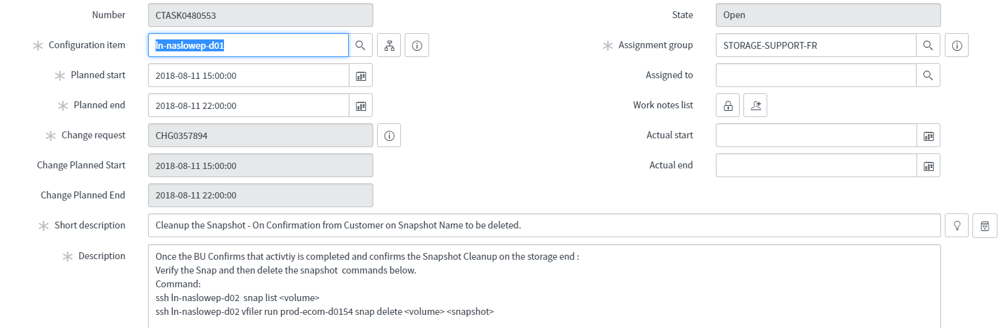 Number CTASK0480553 State Open
Configuration item ln-naslowep-d01 Assignment group STORAGE-SUPPORT-FR
Planned start 2018-08-11 15:00:00 Assigned to
Planned end 2018-08-11 22:00:00 Work notes list
Change request CHG0357894 Actual start
Change Planned Start 2018-08-11 15:00:00 Actual end
Change Planned End 2018-08-11 22:00:00
Short description Cleanup the Snapshot - On Confirmation from Customer on Snapshot Name to be deleted.
Description Once the BU Confirms that activtiy is completed and confirms the Snapshot Cleanup on the storage end :
Verify the Snap and then delete the snapshot  commands below.
Command:
ssh ln-naslowep-d02  snap list <volume>
ssh ln-naslowep-d02 vfiler run prod-ecom-d0154 snap delete <volume> <snapshot>